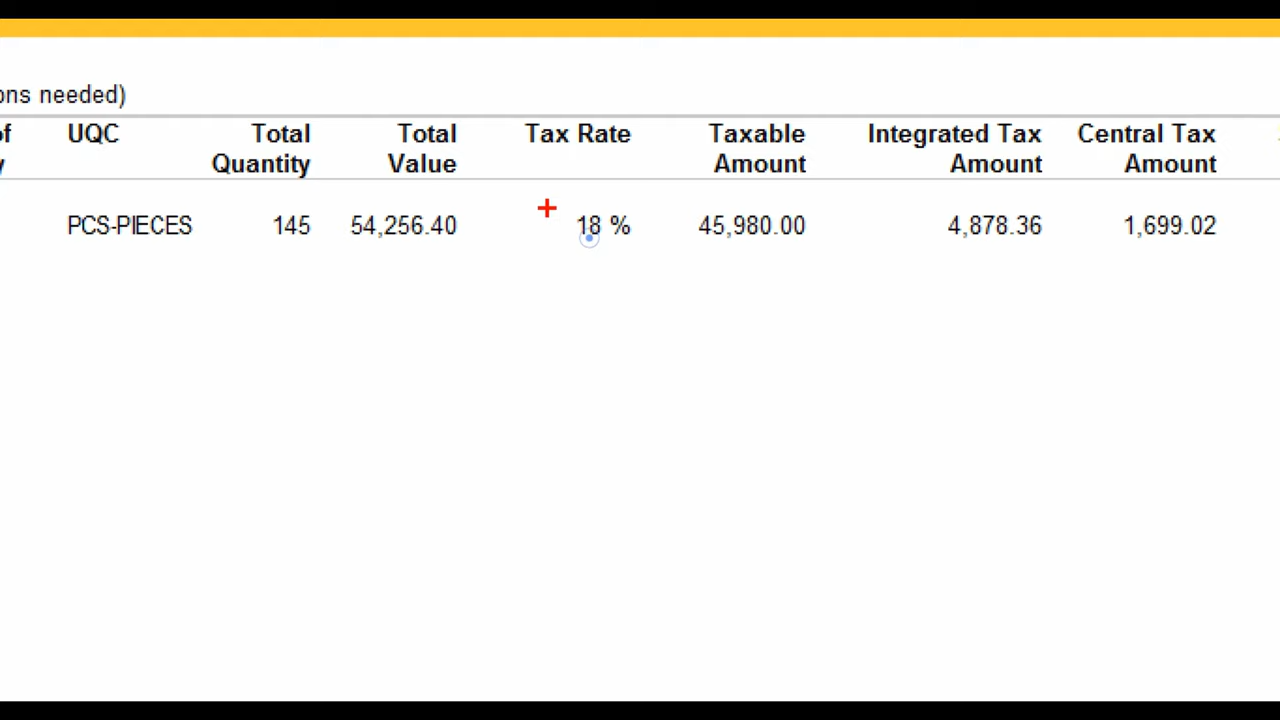 ons needed)
of UQC Total Total Tax Rate Taxable Integrated Tax Central Tax
y Quantity Value Amount Amount Amount
PCS-PIECES 145 54,256.40 18 % 45,980.00 4,878.36 1,699.02